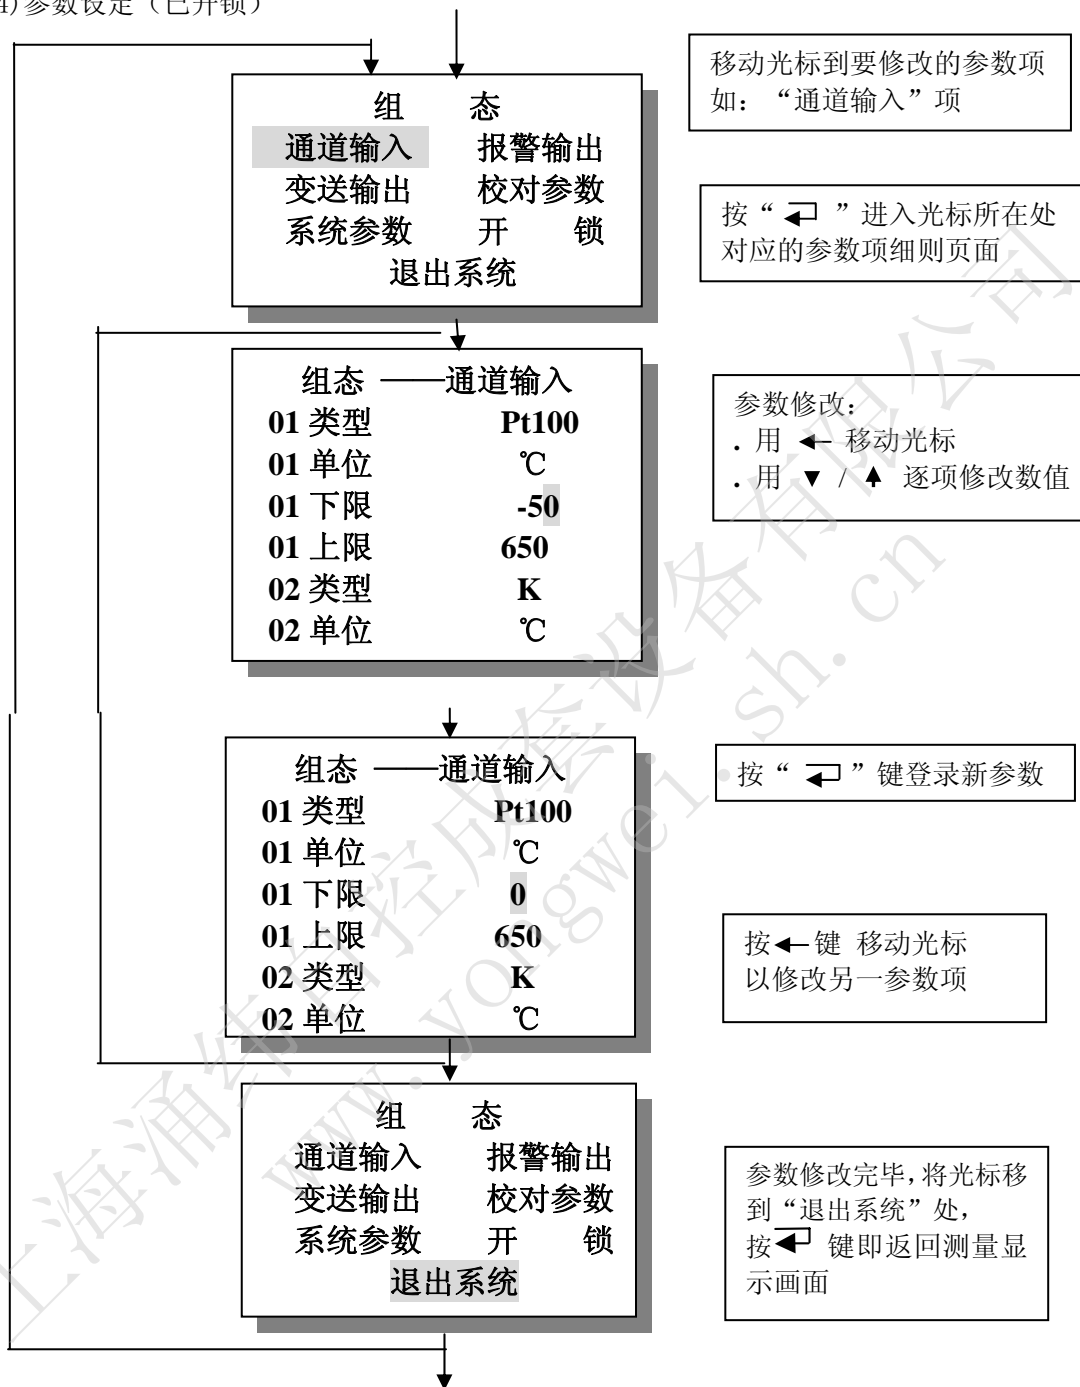 4)参数设定（已开锁）
组 态
通道输入 报警输出
变送输出 校对参数
系统参数 开 锁
退出系统
移动光标到要修改的参数项
如：“通道输入”项
按“ ”进入光标所在处
对应的参数项细则页面
组态 ——通道输入
01 类型 Pt100
01 单位 ℃
01 下限 -50
01 上限 650
02 类型 K
02 单位 ℃
参数修改：
. 用 ← 移动光标
. 用 ▼ / ▲ 逐项修改数值
组态 ——通道输入
01 类型 Pt100
01 单位 ℃
01 下限 0
01 上限 650
02 类型 K
02 单位 ℃
按“ ”键登录新参数
按←键 移动光标
以修改另一参数项
组 态
通道输入 报警输出
变送输出 校对参数
系统参数 开 锁
退出系统
参数修改完毕，将光标移
到“退出系统”处，
按 键即返回测量显
示画面
上海涌纬自控成套设备有限公司
www.yongwei.sh.cn